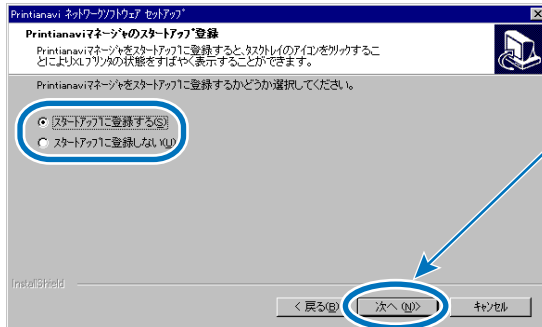 Printianavi ネットワークソフトウェア セットアップ
Printianaviマネージャのスタートアップ登録
Printianaviマネージャをスタートアップに登録すると、タスクトレイのアイコンをクリックするこ
とによりXLプリンタの状態をすばやく表示することができます。
Printianaviマネージャをスタートアップに登録するかどうか選択してください。
スタートアップに登録する(S)
スタートアップに登録しない(U)
InstallShield
< 戻る(B)
次へ (N)>
キャンセル